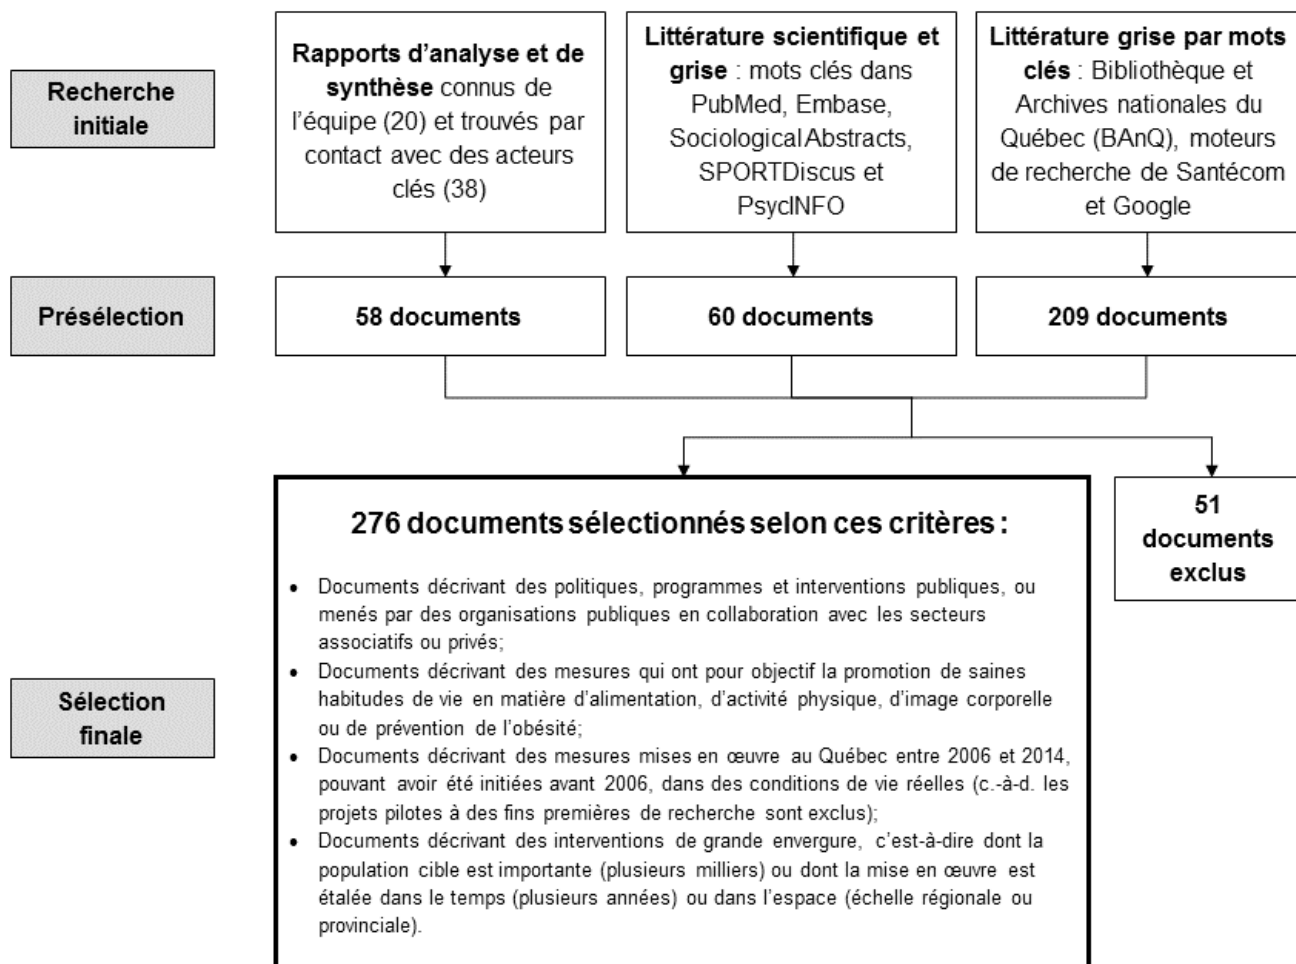 Recherche
initiale
Rapports d'analyse et de
synthèse connus de
l'équipe (20) et trouvés par
contact avec des acteurs
clés (38)
Littérature scientifique et
grise : mots clés dans
PubMed, Embase,
SociologicalAbstracts,
SPORTDiscus et
PsycINFO
Littérature grise par mots
clés : Bibliothèque et
Archives nationales du
Québec (BAnQ), moteurs
de recherche de Santécom
et Google
Présélection
58 documents
60 documents
209 documents
Sélection
finale
276 documents sélectionnés selon ces critères :
• Documents décrivant des politiques, programmes et interventions publiques, ou
menés par des organisations publiques en collaboration avec les secteurs
associatifs ou privés;
• Documents décrivant des mesures qui ont pour objectif la promotion de saines
habitudes de vie en matière d'alimentation, d'activité physique, d'image corporelle
ou de prévention de l'obésité;
• Documents décrivant des mesures mises en œuvre au Québec entre 2006 et 2014,
pouvant avoir été initiées avant 2006, dans des conditions de vie réelles (c.-à-d. les
projets pilotes à des fins premières de recherche sont exclus);
• Documents décrivant des interventions de grande envergure, c'est-à-dire dont la
population cible est importante (plusieurs milliers) ou dont la mise en œuvre est
étalée dans le temps (plusieurs années) ou dans l'espace (échelle régionale ou
provinciale).
51
documents
exclus